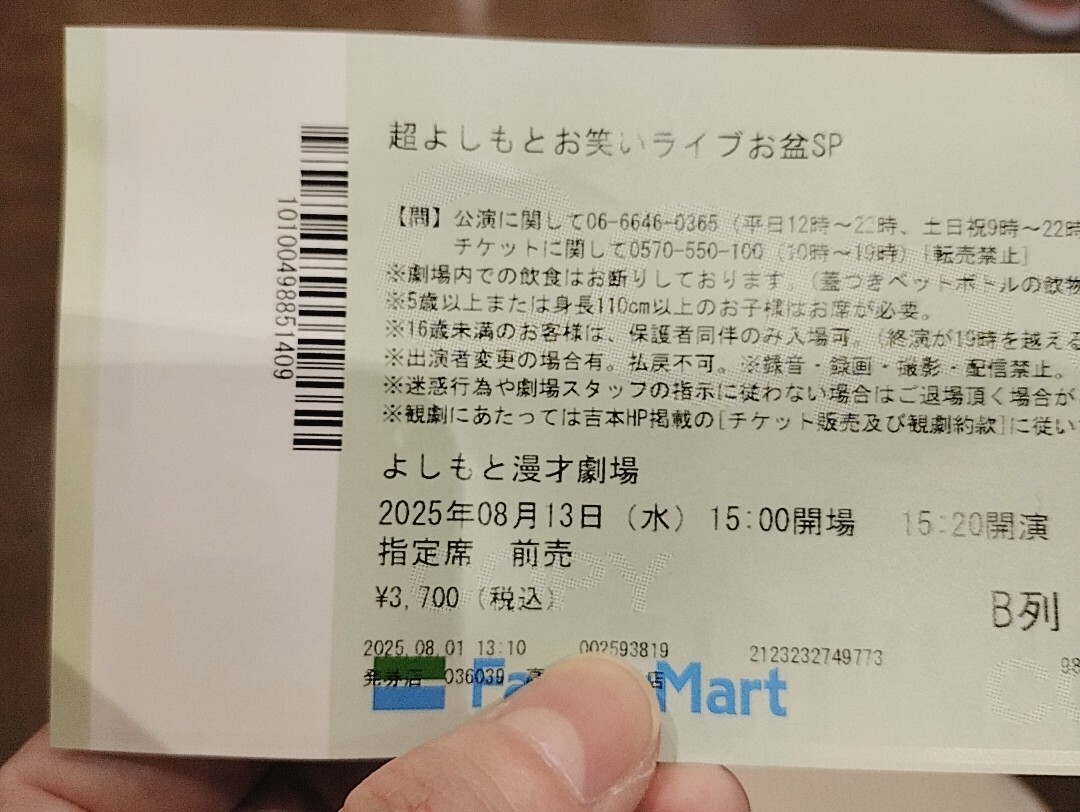 超よしもとお笑いライブお盆SP
【問】公演に関して06-6646-0365（平日12時～22時、土日祝9時～22時
チケットに関して0570-550-100（10時～19時）[転売禁止]
※劇場内での飲食はお断りしております。（蓋つきペットボトルの飲物
※5歳以上または身長110cm以上のお子様はお席が必要。
※16歳未満のお客様は、保護者同伴のみ入場可。（終演が19時を越える
※出演者変更の場合有。払戻不可。※録音・録画・撮影・配信禁止。
※迷惑行為や劇場スタッフの指示に従わない場合はご退場頂く場合が
※観劇にあたっては吉本HP掲載の[チケット販売及び観劇約款]に従い
よしもと漫才劇場
2025年08月13日（水）15:00開場 15:20開演
指定席 前売
¥3,700（税込）
B列
2025.08.01 13:10 002593819 2123232749773
発券店 036039 店
98
Mart
10100498851409
COPY